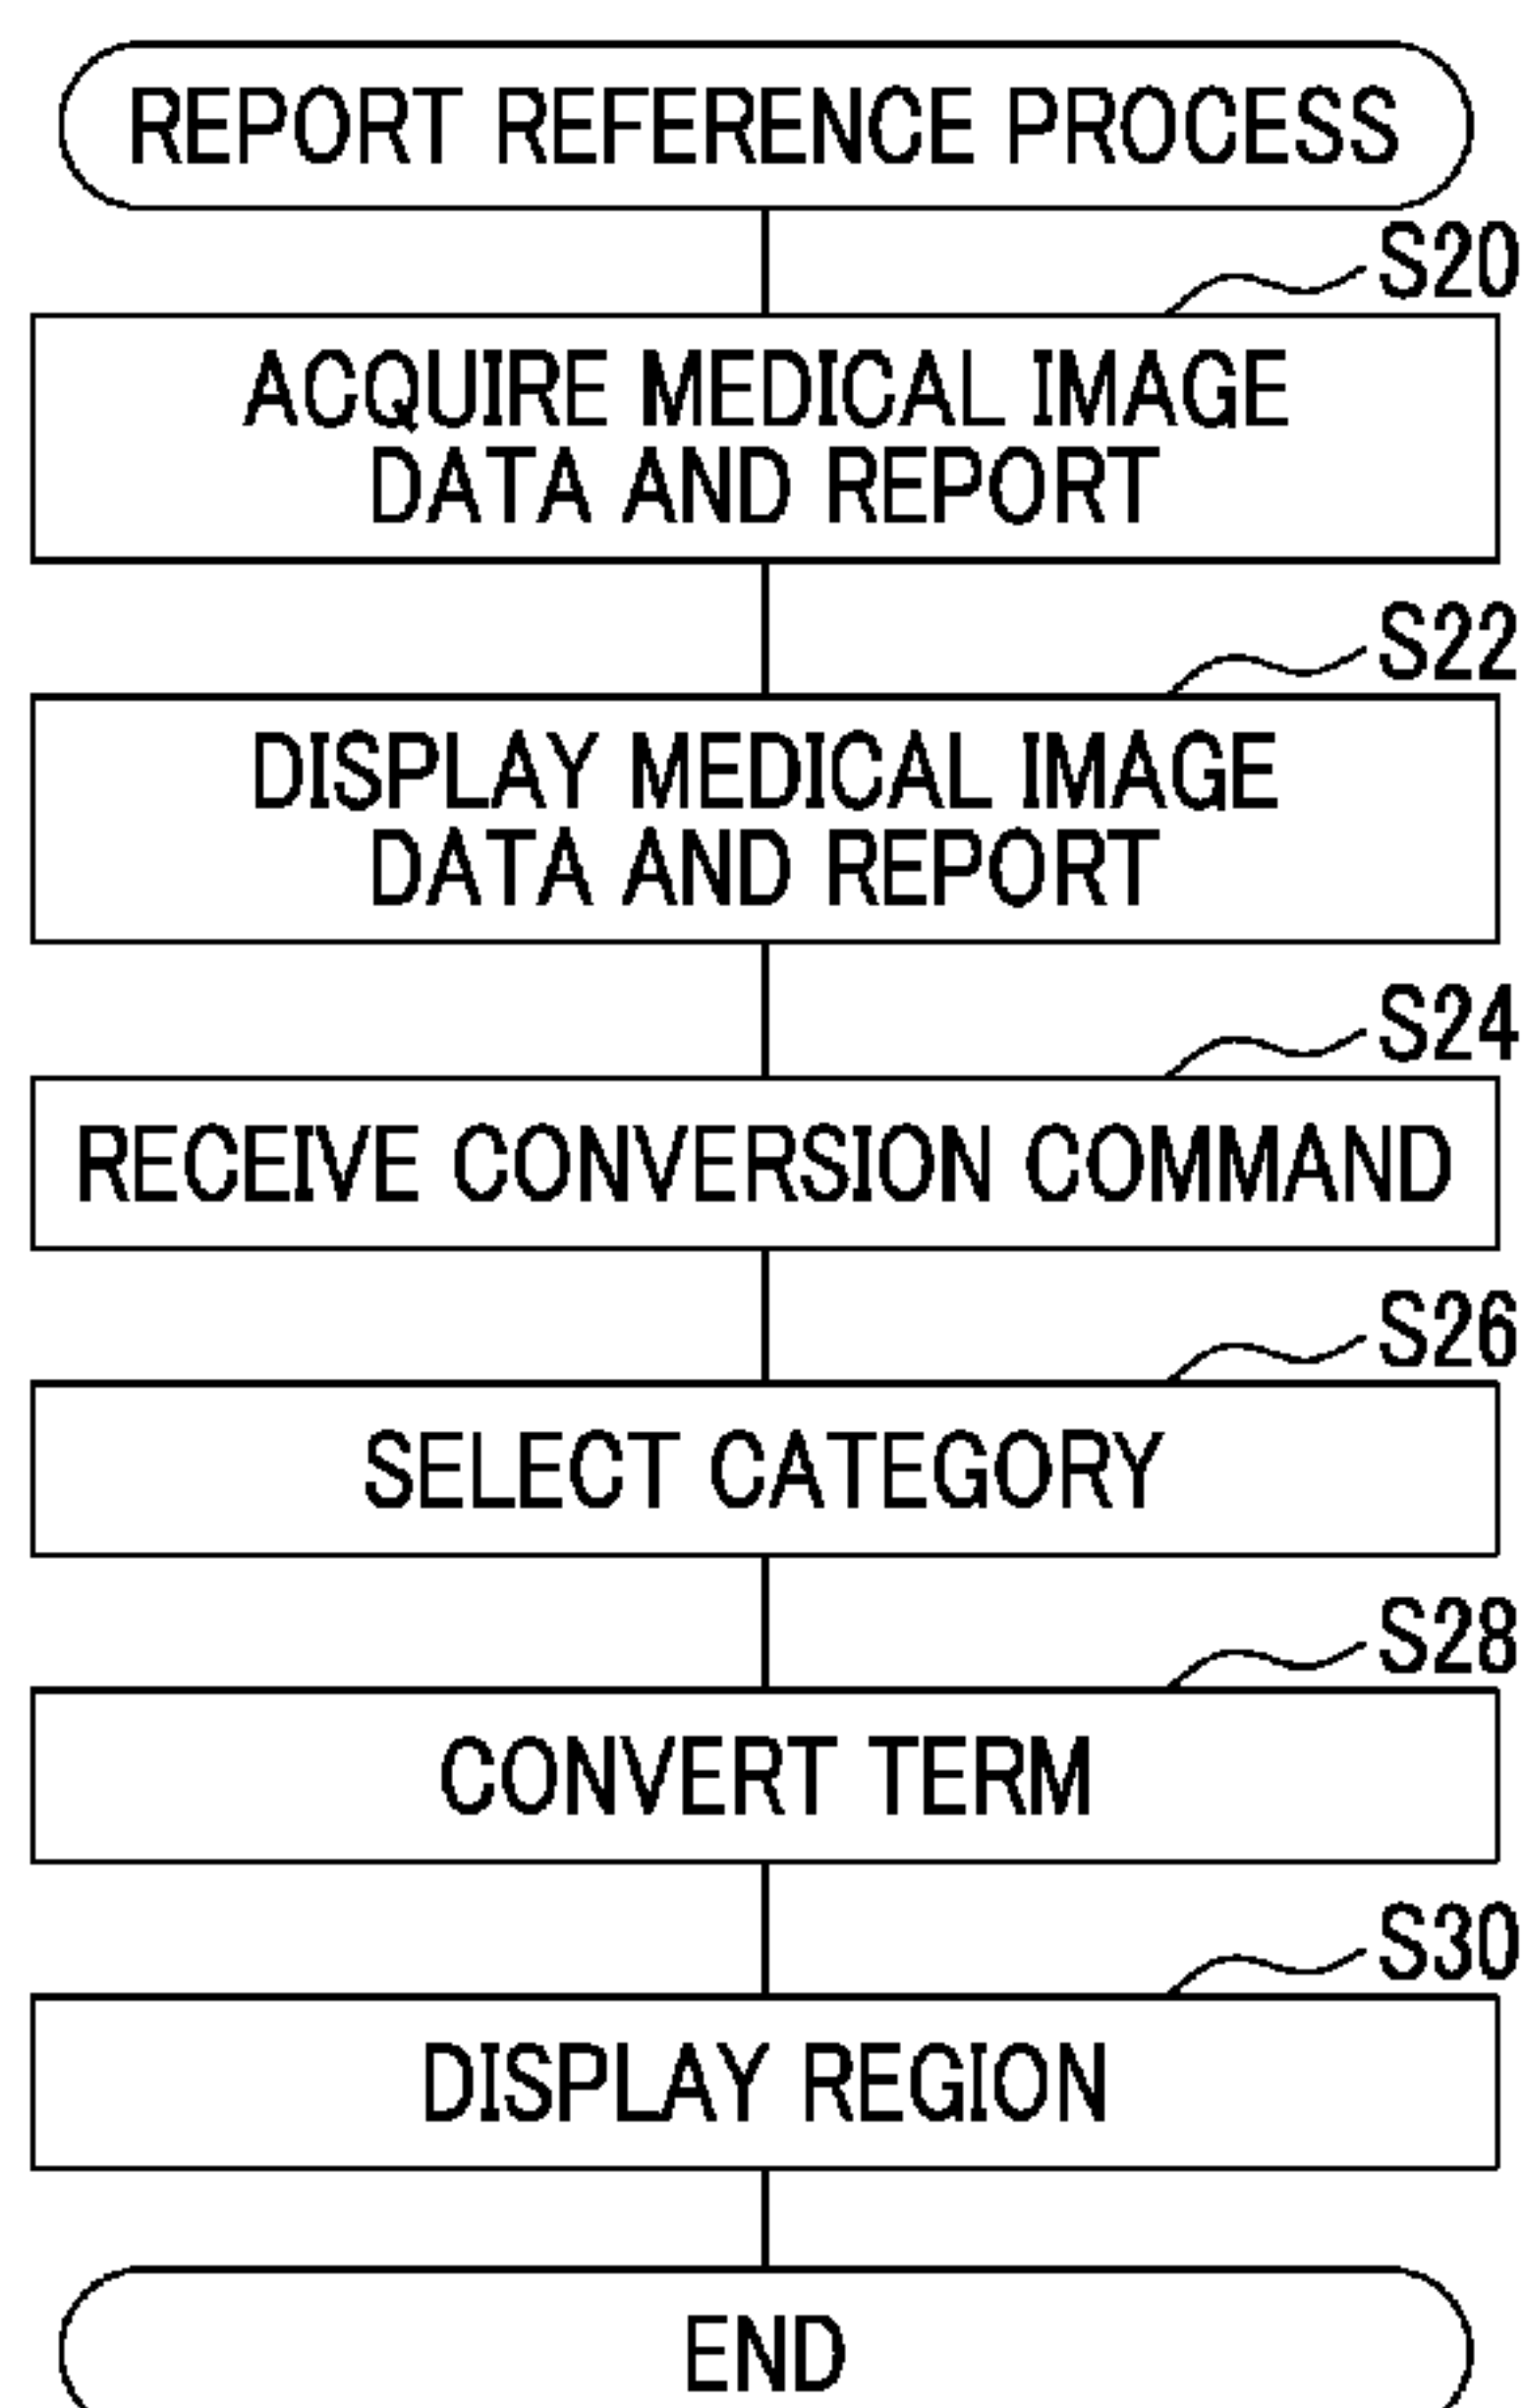 REPORT REFERENCE PROCESS
S20
ACQUIRE MEDICAL IMAGE
DATA AND REPORT
S22
DISPLAY MEDICAL IMAGE
DATA AND REPORT
S24
RECEIVE CONVERSION COMMAND
S26
SELECT CATEGORY
S28
CONVERT TERM
S30
DISPLAY REGION
END